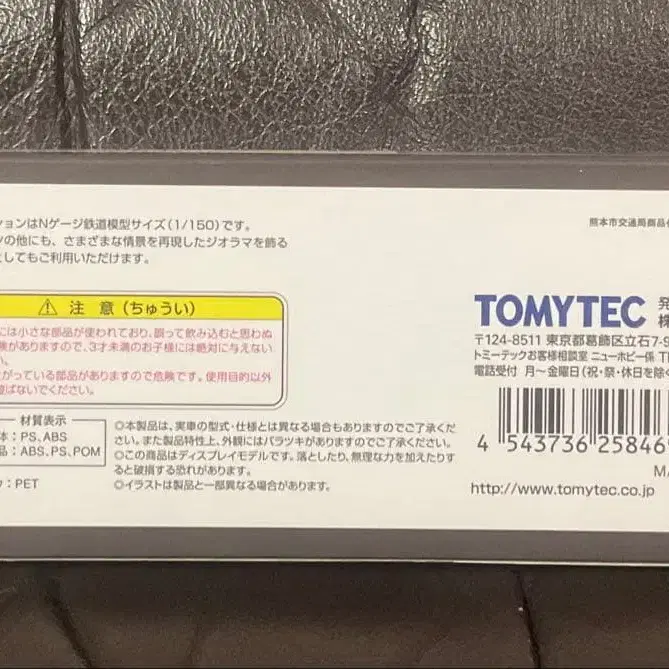 ションはNゲージ鉄道模型サイズ(1/150)です。
の他にも、さまざまな情景を再現したジオラマを飾る
としてもご利用いただけます。
熊本市交通局商品
⚠ 注 意 (ちゅうい)
には小さな部品が使われており、誤って飲み込むと思わぬ
険がありますので、3才未満のお子様には絶対に与えない
い。
がっている部品がありますので危険です。使用目的以外
遊ばないでください。
TOMYTEC 発
株
〒124-8511 東京都葛飾区立石7-9
トミーテックお客様相談室 ニューホビー係 TE
電話受付 月〜金曜日(祝・祭・休日を除く
材質表示
体:PS、ABS
品:ABS、PS、POM
:PET
◎本製品は、実車の型式・仕様とは異なる場合もありますのでご了承くだ
さい。また製品特性上、外観にはバラツキがありますのでご了承ください。
◎この商品はディスプレイモデルです。落としたり、無理な力を加えたりす
ると破損する恐れがあります。
◎イラストは製品と一部異なる場合があります。
4 543736 25846
MA
http://www.tomytec.co.jp